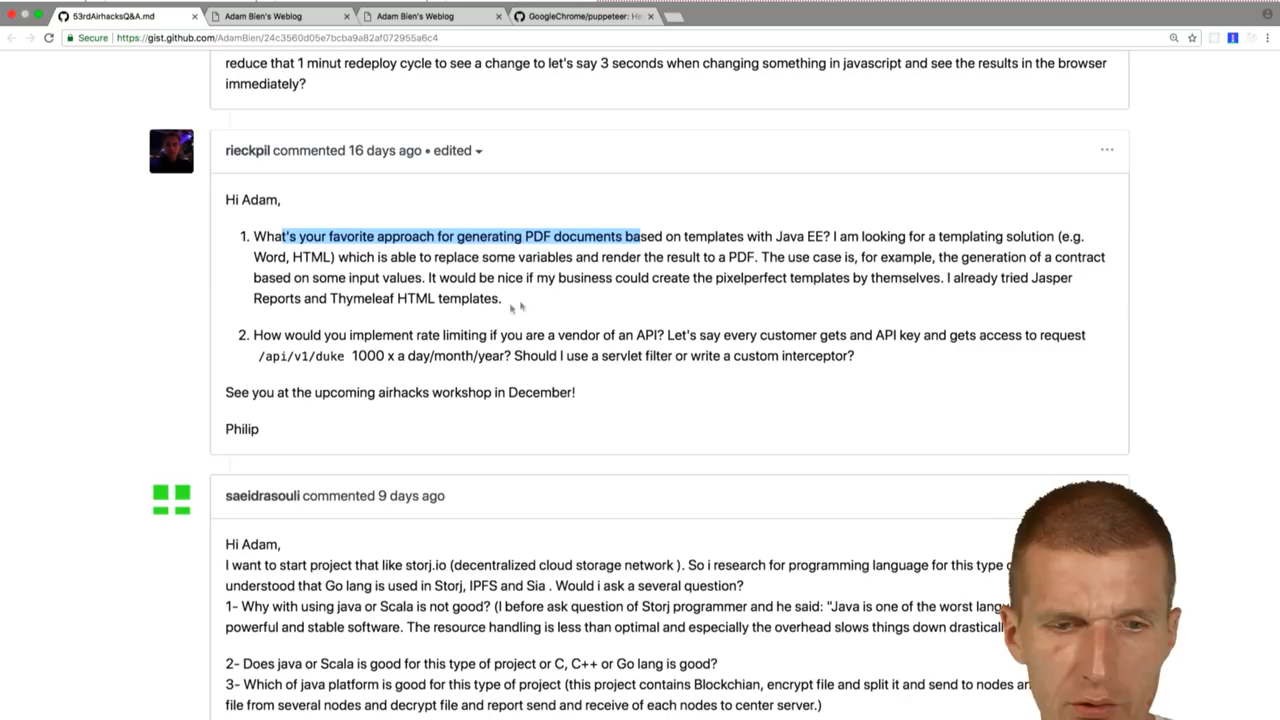 53rdAirhacksQ&A.md
Adam Bien's Weblog
Adam Bien's Weblog
GoogleChrome/puppeteer: He
Secure
https://gist.github.com/AdamBien/24c3560d05e7bcba9a82af072955a6c4
reduce that 1 minut redeploy cycle to see a change to let's say 3 seconds when changing something in javascript and see the results in the browser
immediately?
rieckpil commented 16 days ago • edited
Hi Adam,
1. What's your favorite approach for generating PDF documents based on templates with Java EE? I am looking for a templating solution (e.g.
Word, HTML) which is able to replace some variables and render the result to a PDF. The use case is, for example, the generation of a contract
based on some input values. It would be nice if my business could create the pixelperfect templates by themselves. I already tried Jasper
Reports and Thymeleaf HTML templates.
2. How would you implement rate limiting if you are a vendor of an API? Let's say every customer gets and API key and gets access to request
/api/v1/duke 1000 x a day/month/year? Should I use a servlet filter or write a custom interceptor?
See you at the upcoming airhacks workshop in December!
Philip
saeidrasouli commented 9 days ago
Hi Adam,
I want to start project that like storj.io (decentralized cloud storage network ). So i research for programming language for this type
understood that Go lang is used in Storj, IPFS and Sia . Would i ask a several question?
1- Why with using java or Scala is not good? (I before ask question of Storj programmer and he said: "Java is one of the worst
powerful and stable software. The resource handling is less than optimal and especially the overhead slows things down
2- Does java or Scala is good for this type of project or C, C++ or Go lang is good?
3- Which of java platform is good for this type of project (this project contains Blockchian, encrypt file and split it and send to nodes
file from several nodes and decrypt file and report send and receive of each nodes to center server.)